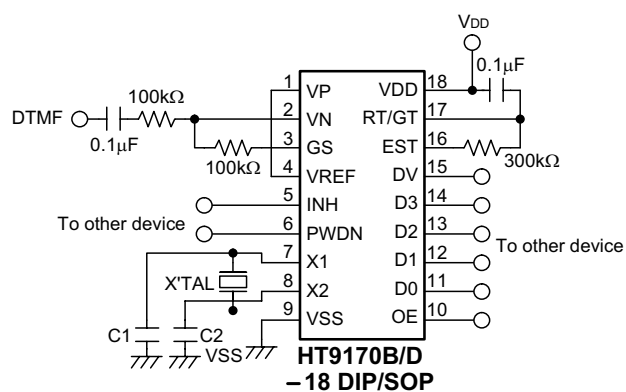 VDD
0.1μF
1 VP VDD 18
100kΩ
DTMF
0.1μF
2 VN RT/GT 17
3 GS EST 16
100kΩ
300kΩ
4 VREF DV 15
5 INH D3 14
To other device
6 PWDN D2 13
To other device
7 X1 D1 12
X'TAL
8 X2 D0 11
9 VSS OE 10
C1 C2
VSS
HT9170B/D
–18 DIP/SOP